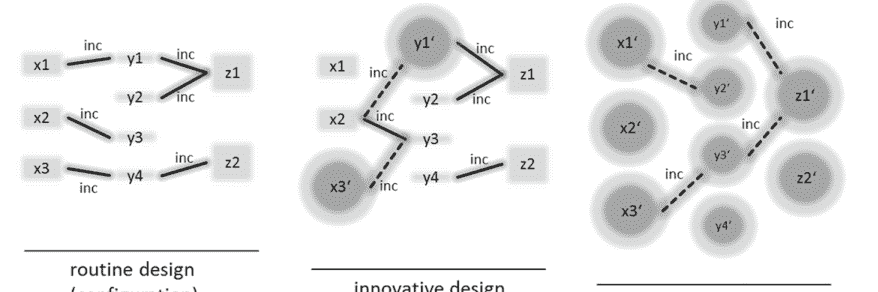 inc
x1
y1
inc
z1
y2
inc
x2
inc
y3
x3
inc
y4
inc
z2
routine design
(configuration)
y1‘
inc
inc
x1
z1
y2
inc
x2
inc
y3
x3‘
inc
y4
inc
z2
innovative design
y1‘
inc
x1‘
inc
y2‘
z1‘
inc
x2‘
y3‘
inc
z2‘
x3‘
y4‘